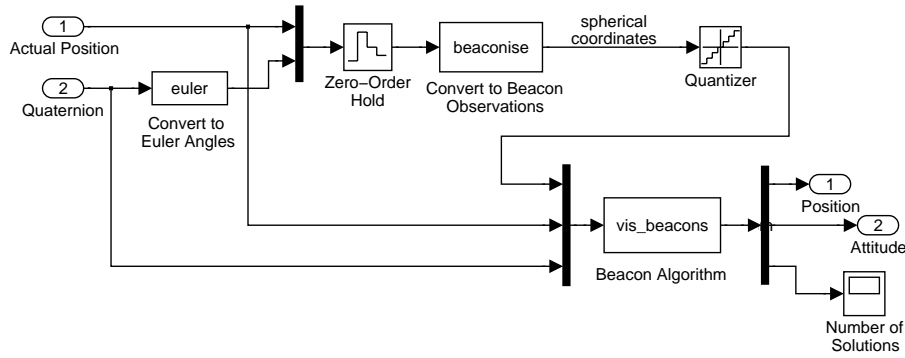 1
Actual Position
2
Quaternion
euler
Convert to
Euler Angles
Zero−Order
Hold
beaconise
Convert to Beacon
Observations
spherical
coordinates
Quantizer
vis_beacons
Beacon Algorithm
1
Position
2
Attitude
Number of
Solutions